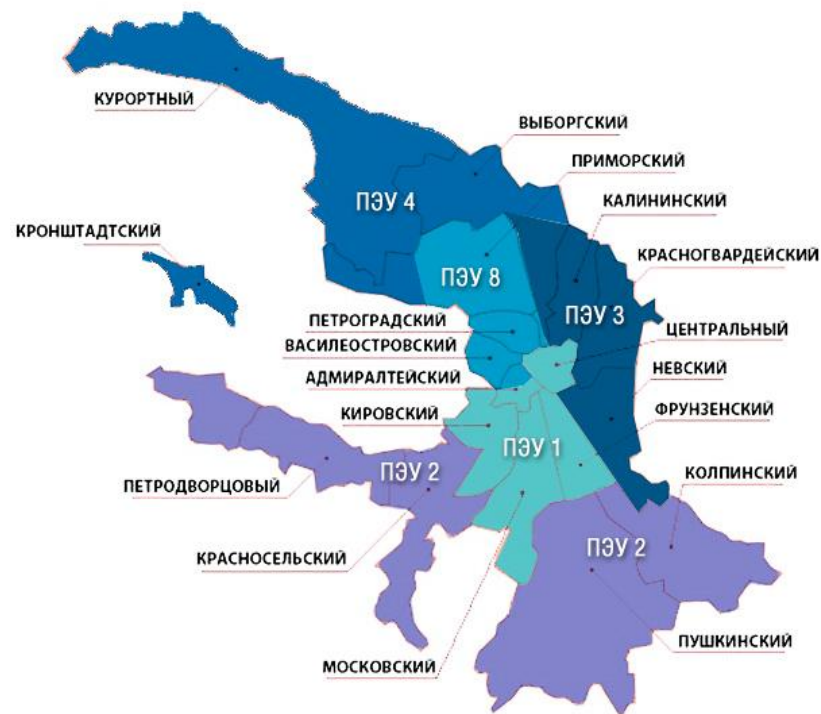 КУРОРТНЫЙ
ВЫБОРГСКИЙ
ПРИМОРСКИЙ
ПЭУ 4
КАЛИНИНСКИЙ
КРОНШТАДТСКИЙ
КРАСНОГВАРДЕЙСКИЙ
ПЭУ 8
ПЕТРОГРАДСКИЙ
ПЭУ 3
ЦЕНТРАЛЬНЫЙ
ВАСИЛЕОСТРОВСКИЙ
НЕВСКИЙ
АДМИРАЛТЕЙСКИЙ
КИРОВСКИЙ
ФРУНЗЕНСКИЙ
ПЭУ 1
ПЭУ 2
КОЛПИНСКИЙ
ПЕТРОДВОРЦОВЫЙ
ПЭУ 2
КРАСНОСЕЛЬСКИЙ
ПУШКИНСКИЙ
МОСКОВСКИЙ